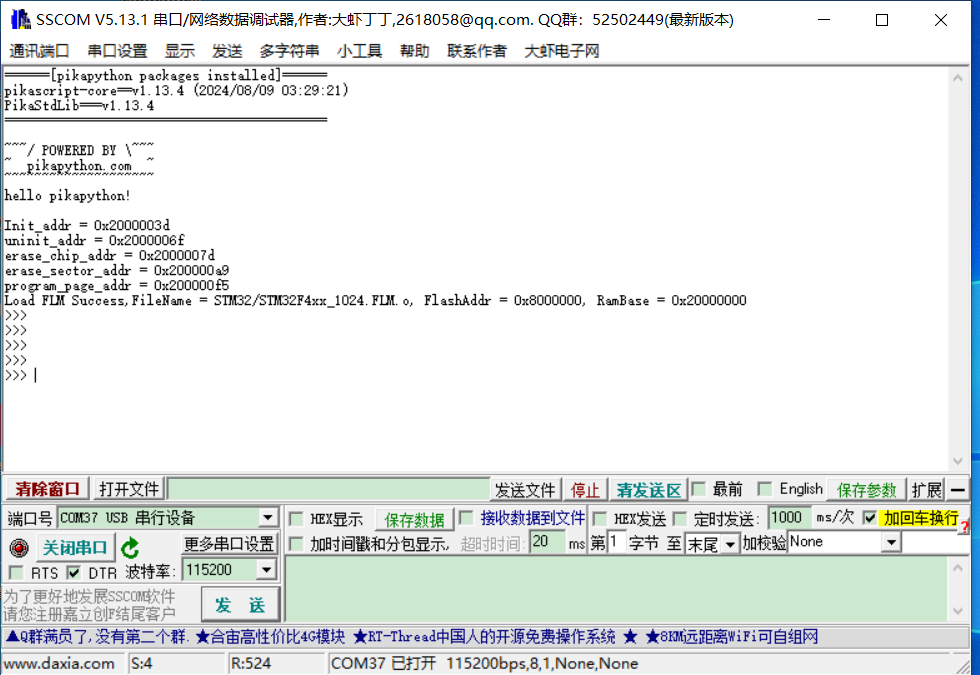 SSCOM V5.13.1 串口/网络数据调试器,作者:大虾丁丁,2618058@qq.com. QQ群: 52502449(最新版本)
通讯端口 串口设置 显示 发送 多字符串 小工具 帮助 联系作者 大虾电子网
======[pikapython packages installed]======
pikascript-core==v1.13.4 (2024/08/09 03:29:21)
PikaStdLib===v1.13.4
===========================================
~~~/ POWERED BY \~~~
~  pikapython.com  ~
~~~~~~~~~~~~~~~~~~~~
hello pikapython!
Init_addr = 0x2000003d
uninit_addr = 0x2000006f
erase_chip_addr = 0x2000007d
erase_sector_addr = 0x200000a9
program_page_addr = 0x200000f5
Load FLM Success,FileName = STM32/STM32F4xx_1024.FLM.o, FlashAddr = 0x8000000, RamBase = 0x20000000
>>>
>>>
>>>
>>>
>>>
清除窗口 打开文件 发送文件 停止 清发送区 最前 English 保存参数 扩展 —
端口号 COM37 USB 串行设备 HEX显示 保存数据 接收数据到文件 HEX发送 定时发送: 1000 ms/次 加回车换行 ?
关闭串口 更多串口设置 加时间戳和分包显示, 超时时间: 20 ms 第 1 字节 至 末尾 加校验 None
RTS DTR 波特率: 115200
为了更好地发展SSCOM软件
请您注册嘉立创F结尾客户
发 送
▲Q群满员了,没有第二个群. ★合宙高性价比4G模块 ★RT-Thread中国人的开源免费操作系统 ★ ★8KM远距离WiFi可自组网
www.daxia.com S:4 R:524 COM37 已打开 115200bps,8,1,None,None